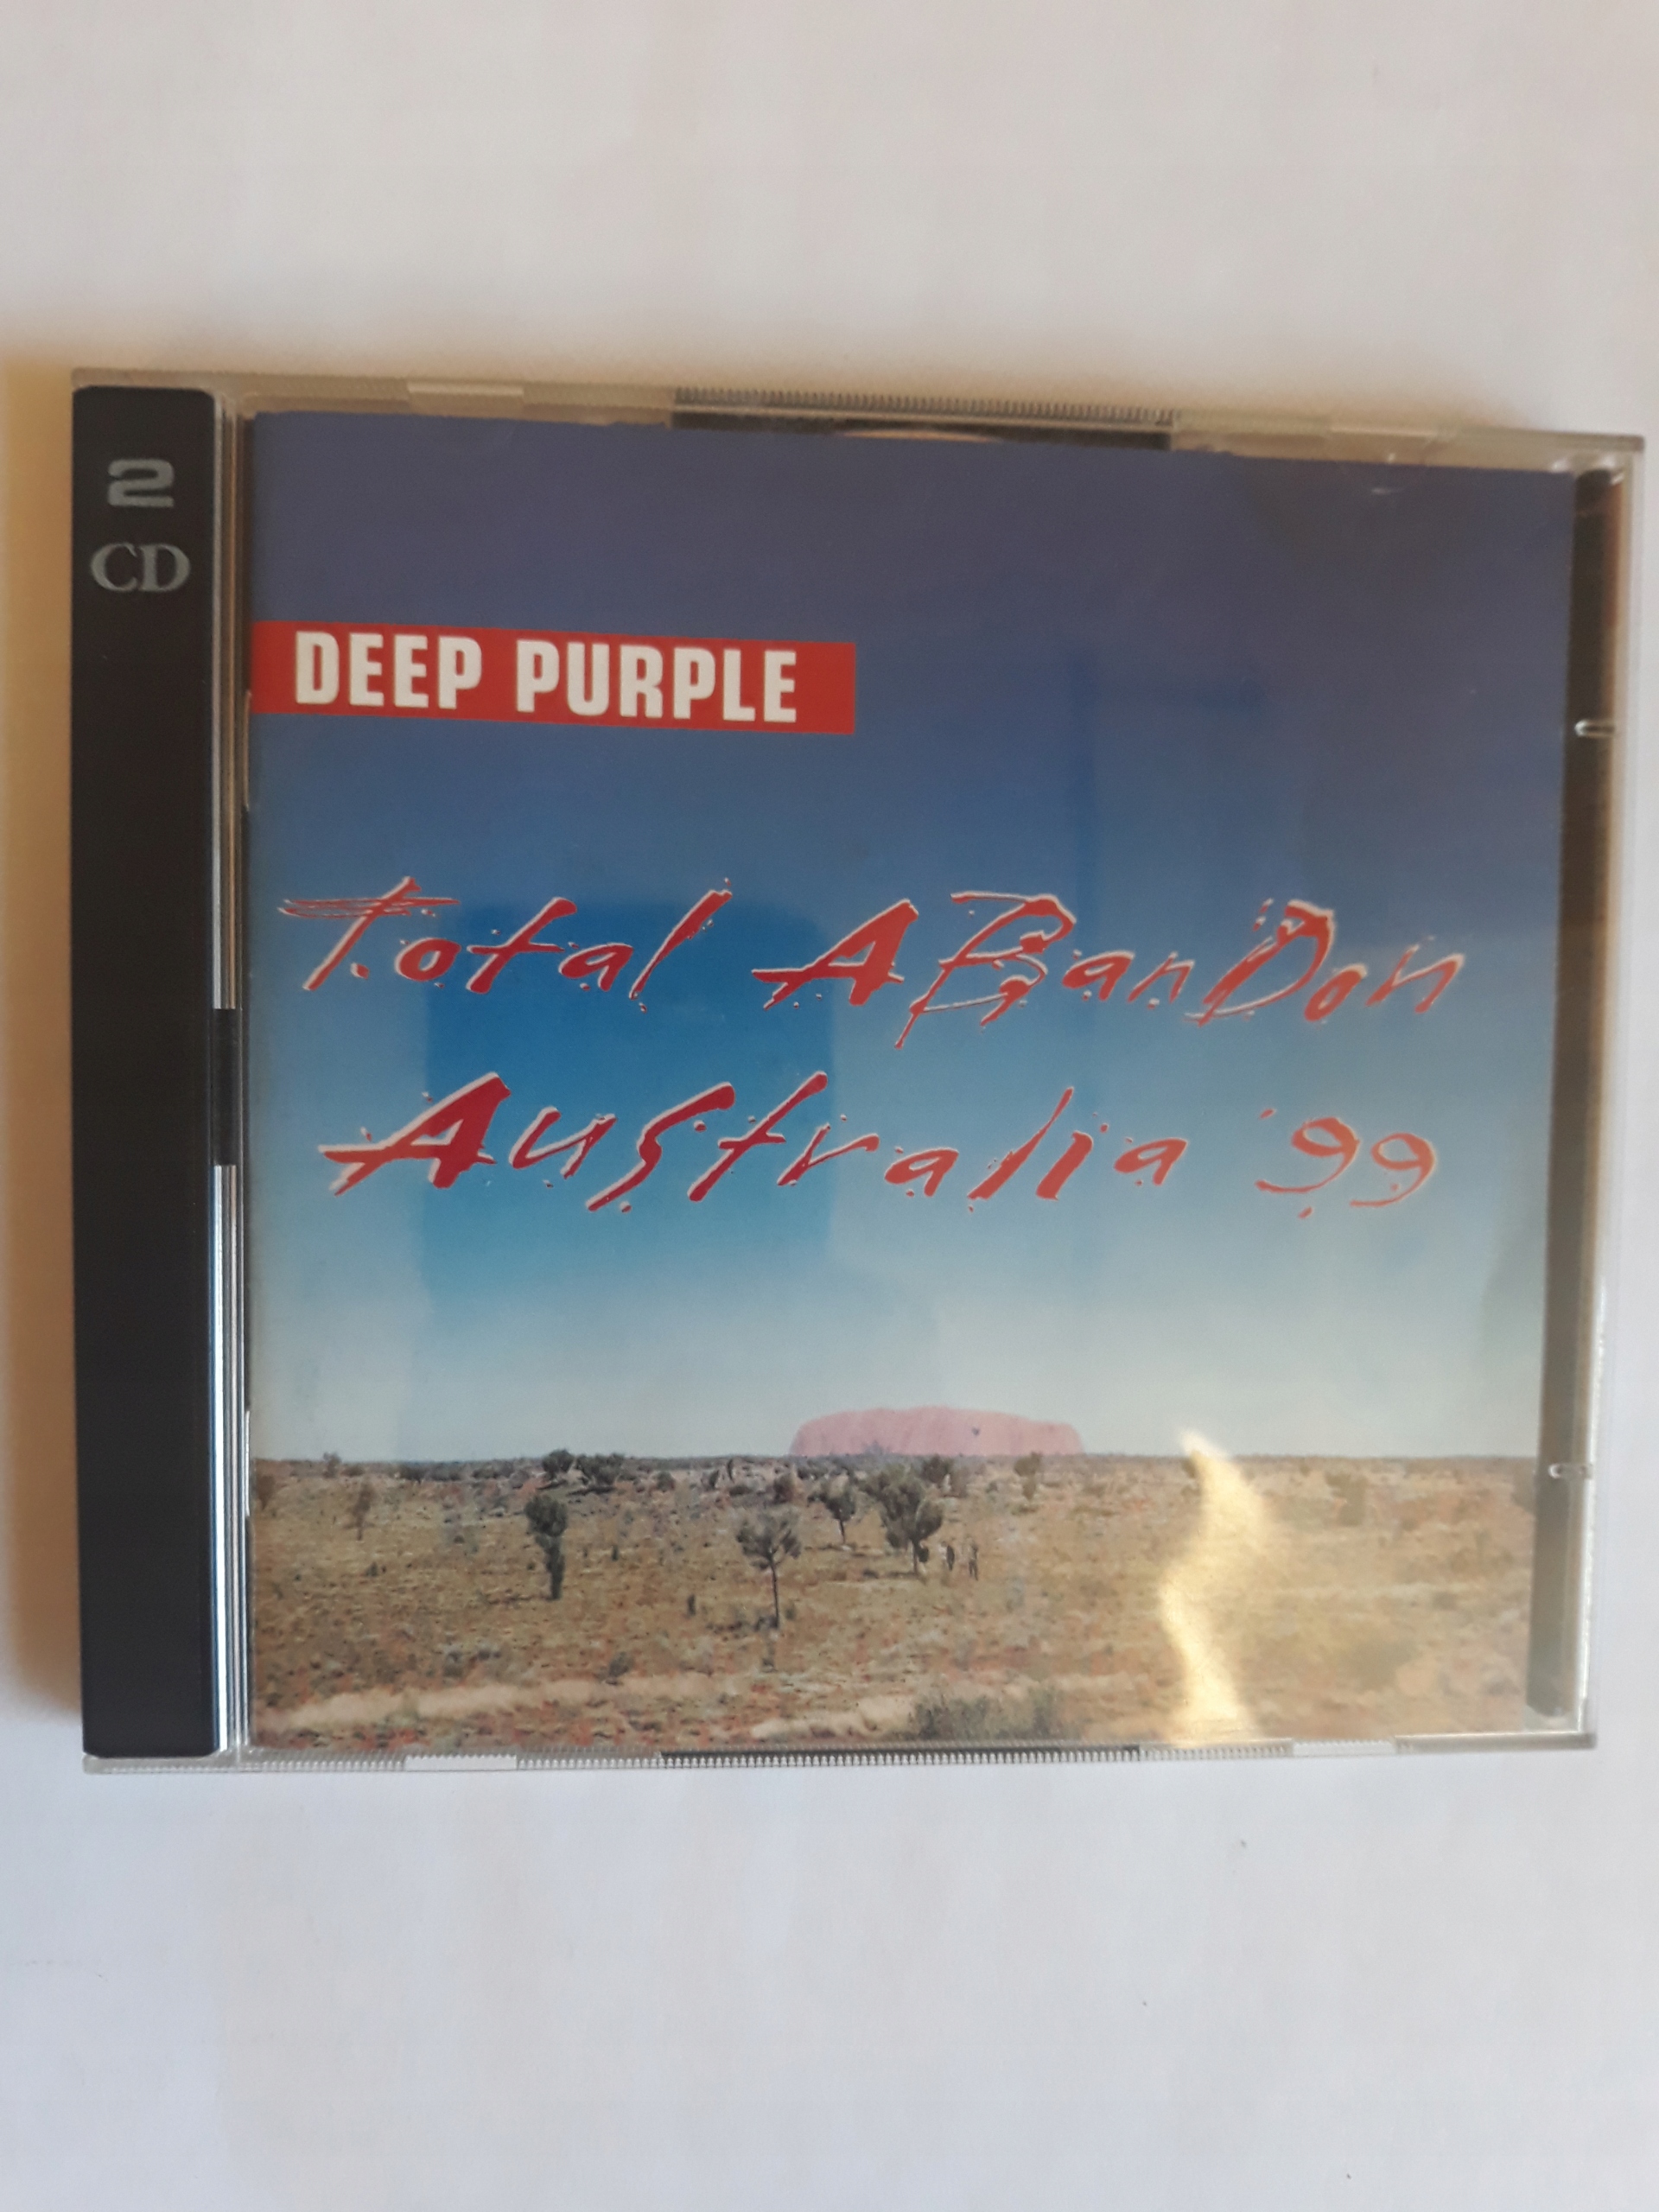 2
CD
DEEP PURPLE
Total ABanDon
Australia '99